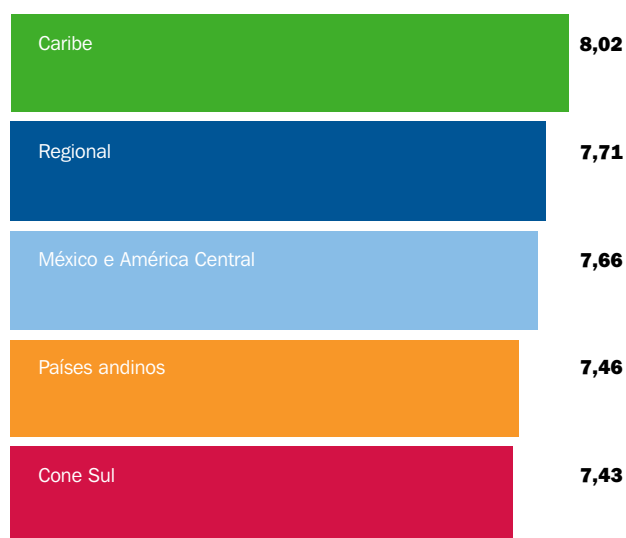 Caribe 8,02
Regional 7,71
México e América Central 7,66
Países andinos 7,46
Cone Sul 7,43